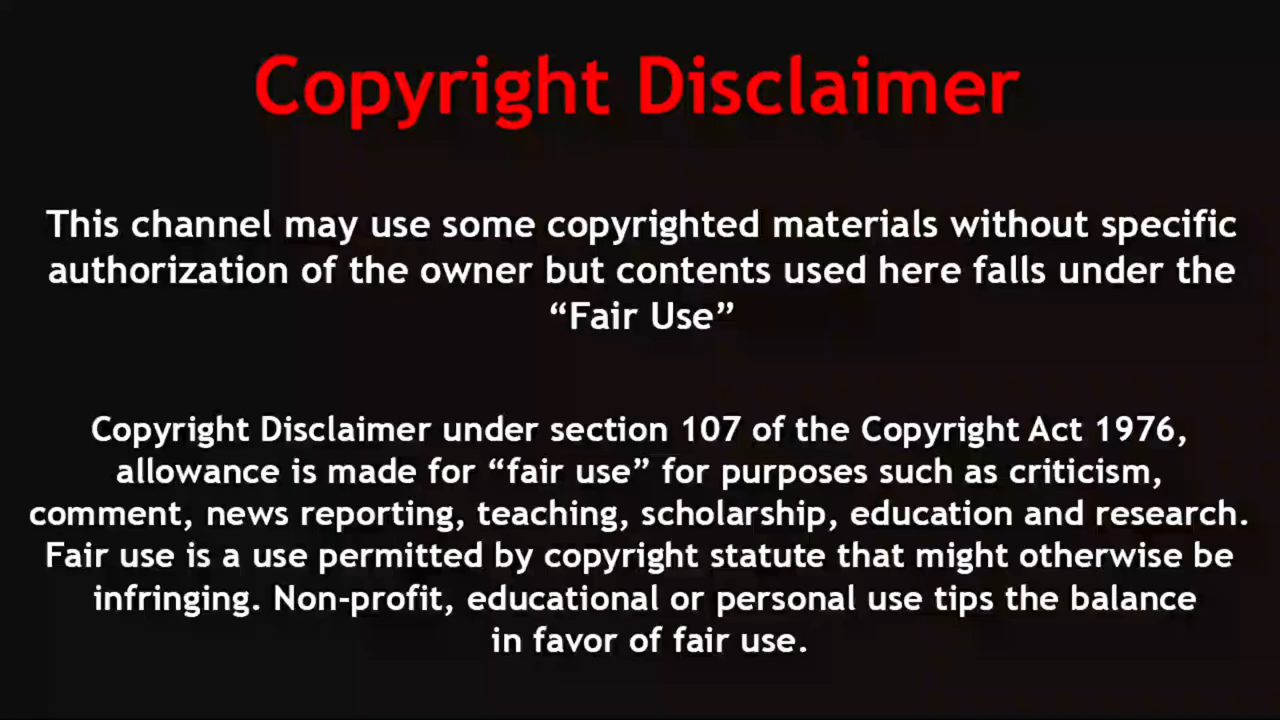 Copyright Disclaimer
This channel may use some copyrighted materials without specific
authorization of the owner but contents used here falls under the
“Fair Use”
Copyright Disclaimer under section 107 of the Copyright Act 1976,
allowance is made for “fair use” for purposes such as criticism,
comment, news reporting, teaching, scholarship, education and research.
Fair use is a use permitted by copyright statute that might otherwise be
infringing. Non-profit, educational or personal use tips the balance
in favor of fair use.